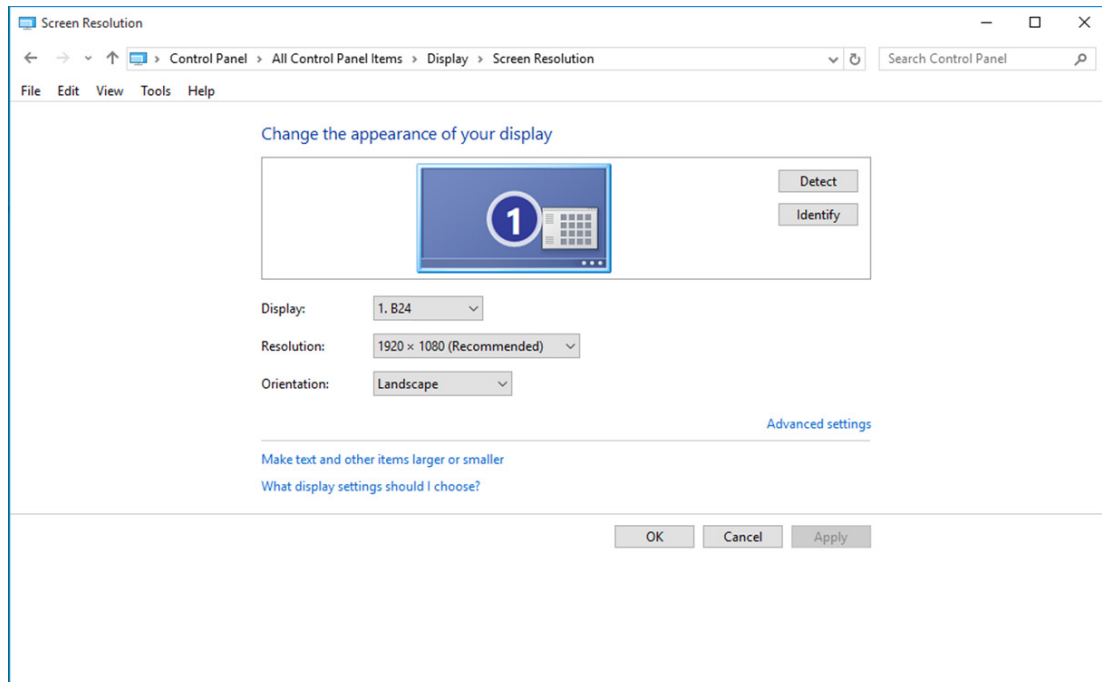 Screen Resolution
Control Panel > All Control Panel Items > Display > Screen Resolution
Search Control Panel
File Edit View Tools Help
Change the appearance of your display
1
Detect
Identify
Display: 1. B24
Resolution: 1920 × 1080 (Recommended)
Orientation: Landscape
Advanced settings
Make text and other items larger or smaller
What display settings should I choose?
OK Cancel Apply